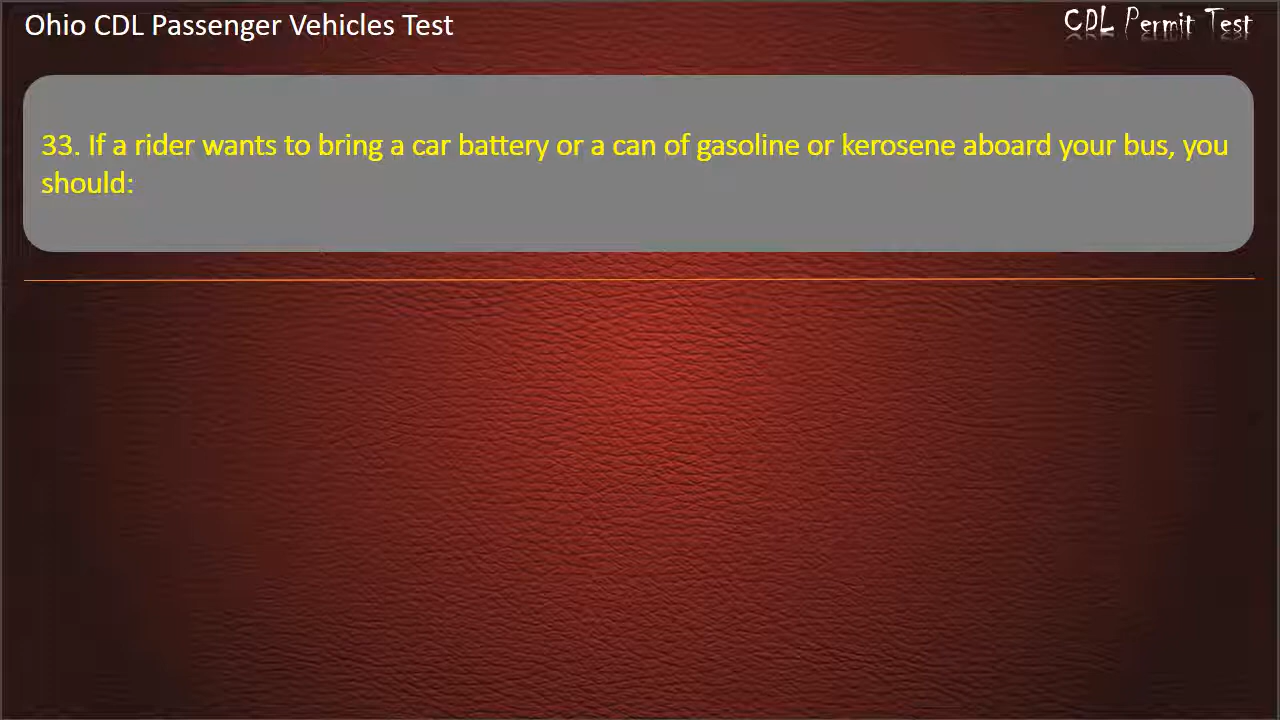 Ohio CDL Passenger Vehicles Test
CDL Permit Test
33. If a rider wants to bring a car battery or a can of gasoline or kerosene aboard your bus, you
should: